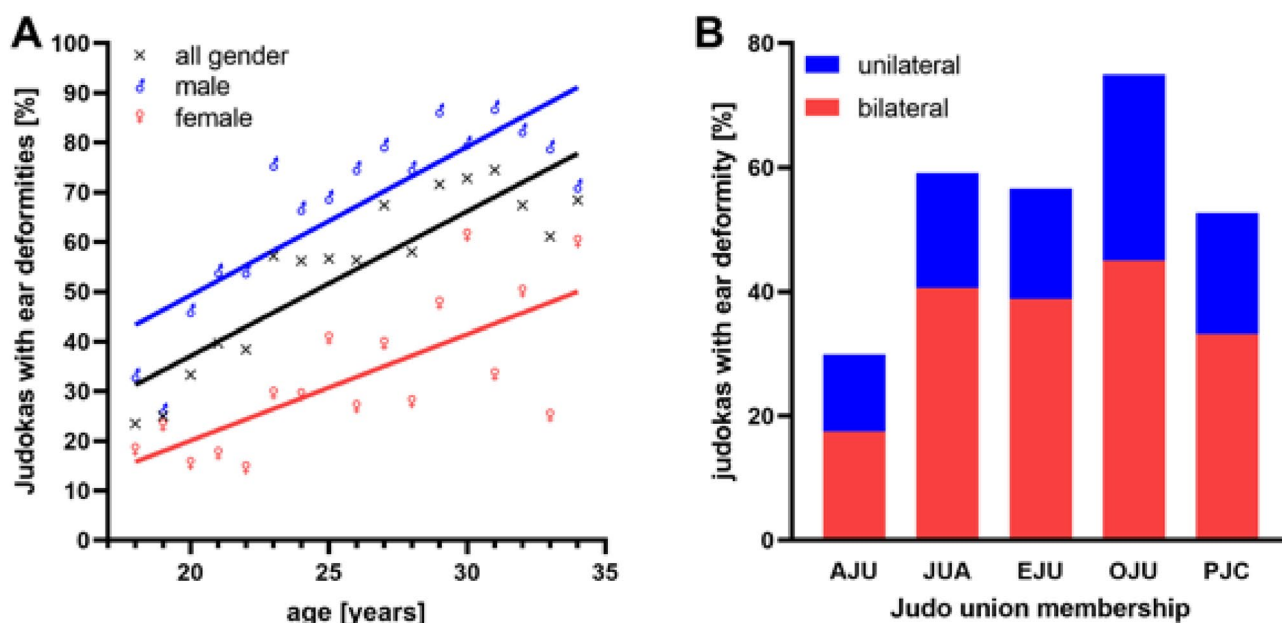 A
Judokas with ear deformities [%]
100
90
80
70
60
50
40
30
20
10
0
all gender
male
female
20
25
30
35
age [years]
B
judokas with ear deformity [%]
80
60
40
20
0
unilateral
bilateral
AJU
JUA
EJU
OJU
PJC
Judo union membership